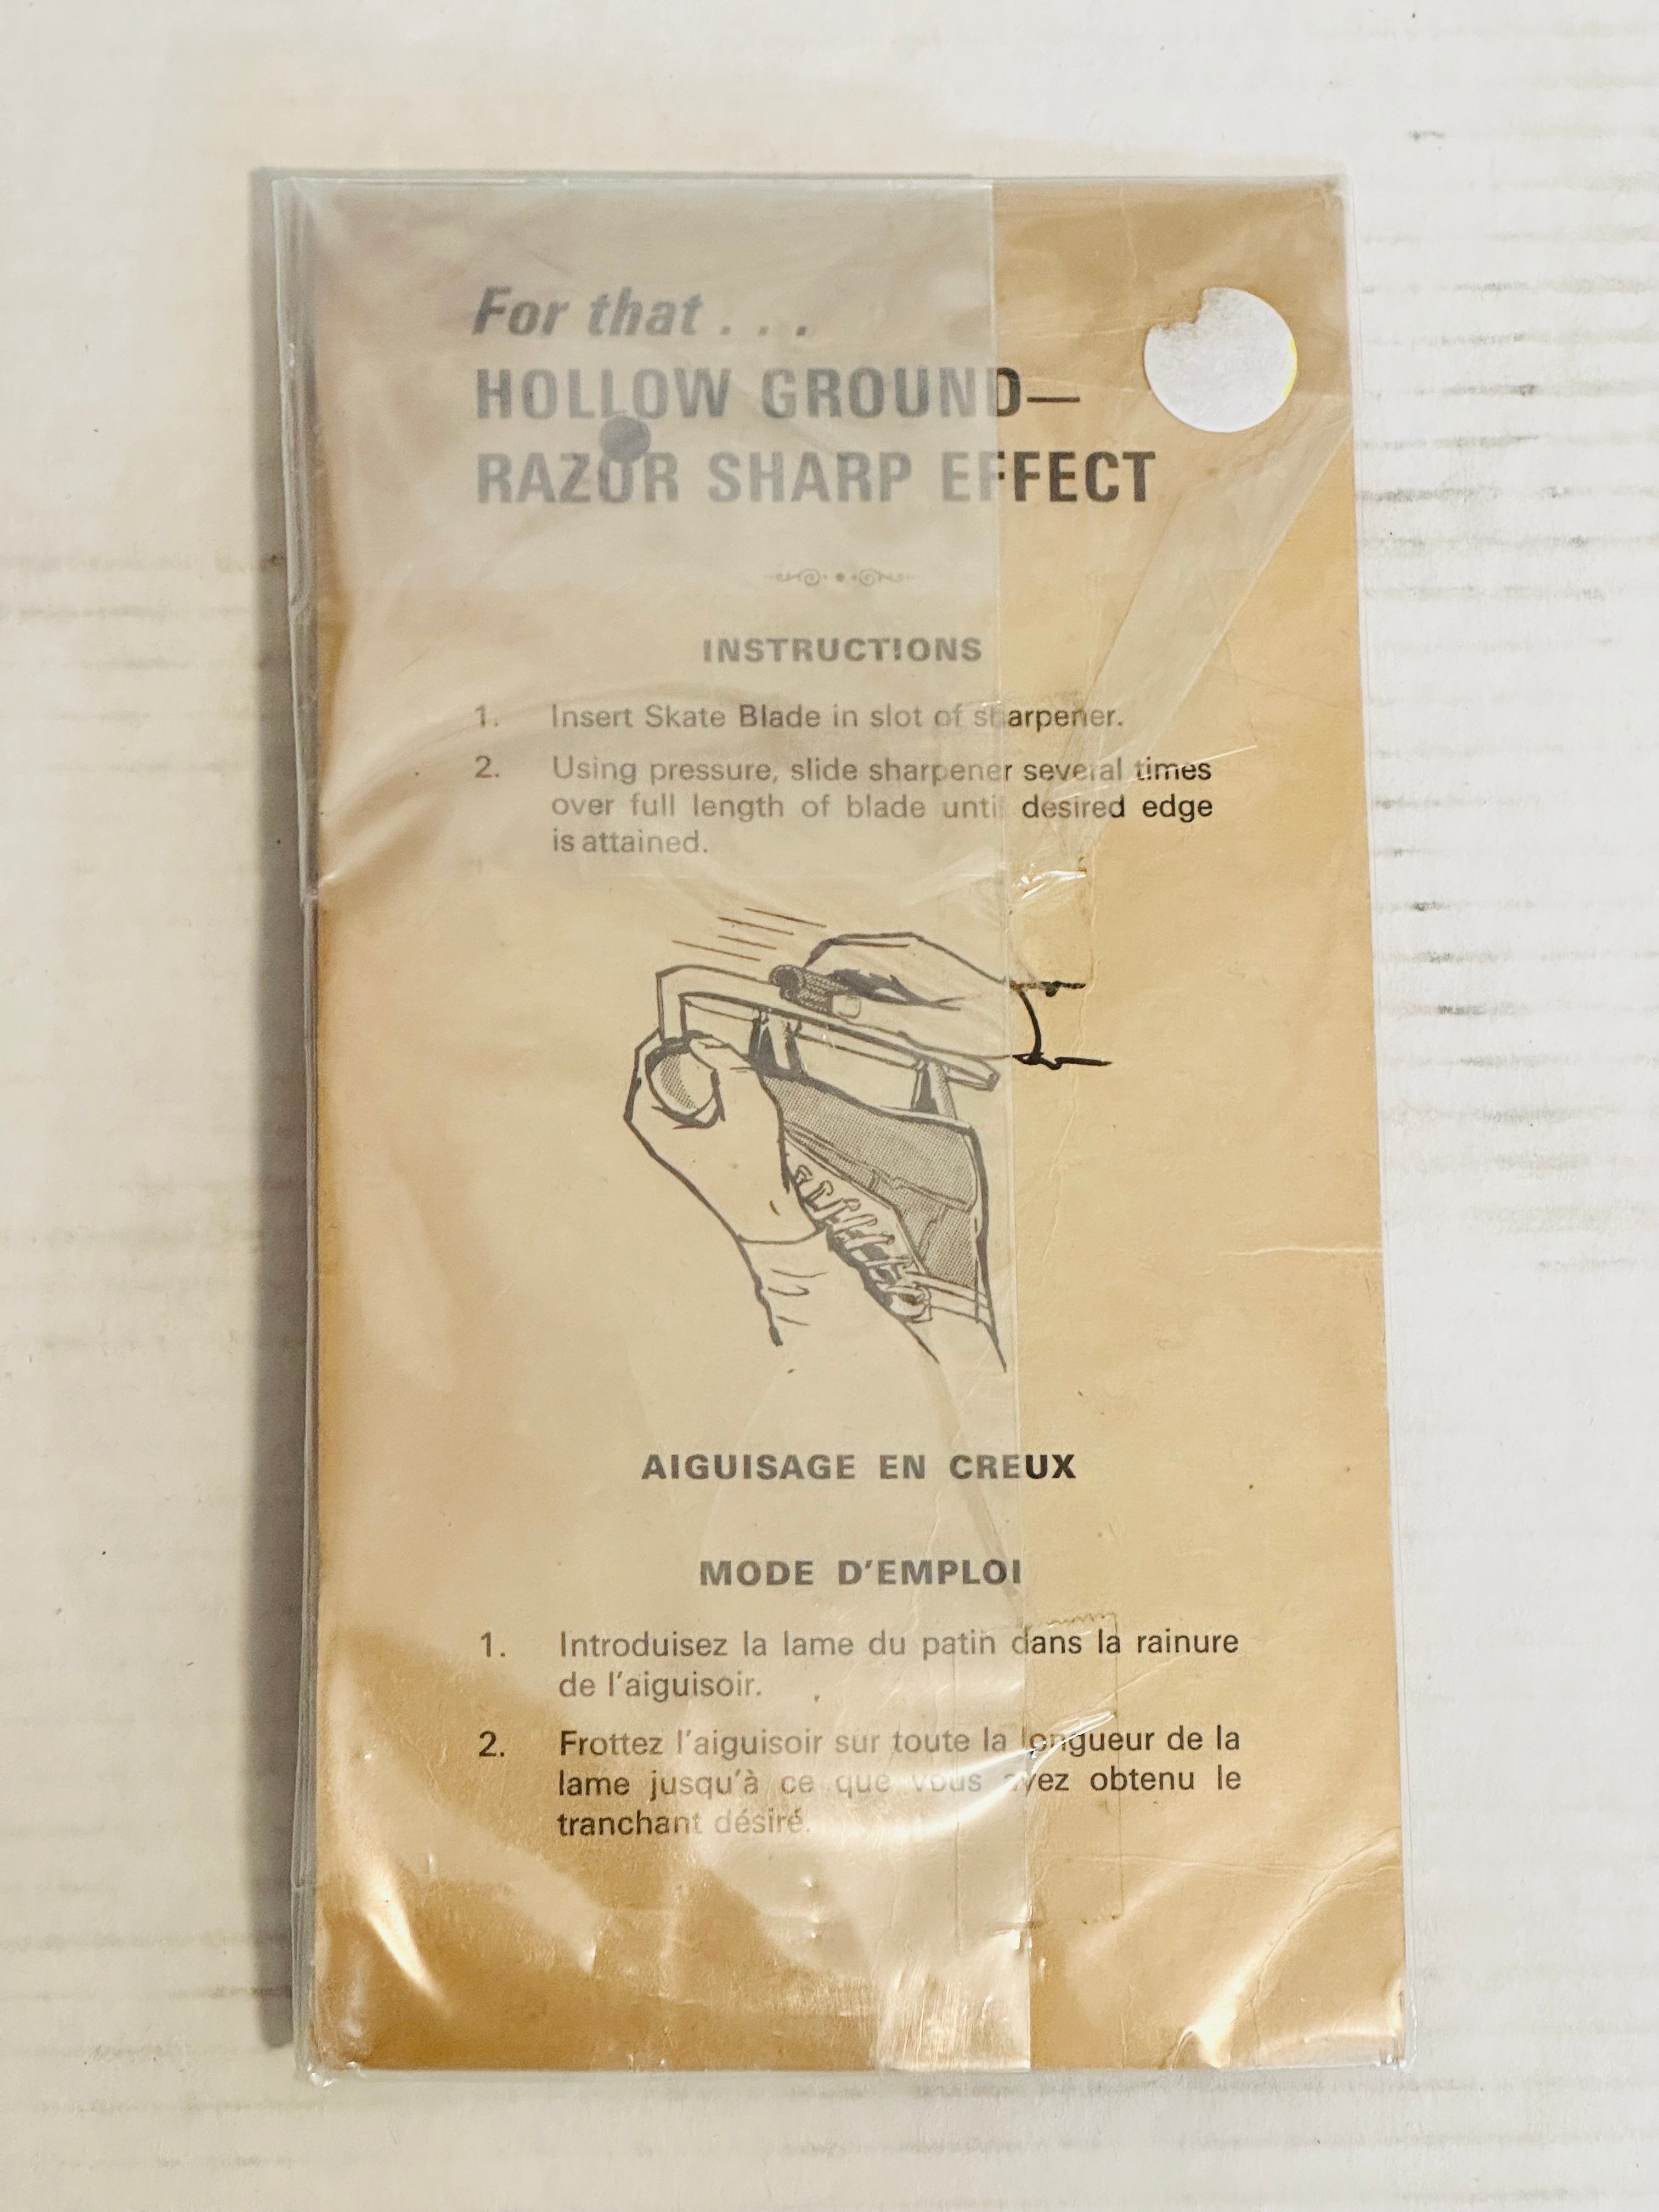 For that . . .
HOLLOW GROUND—
RAZOR SHARP EFFECT
INSTRUCTIONS
1. Insert Skate Blade in slot of sharpener.
2. Using pressure, slide sharpener several times
over full length of blade until desired edge
is attained.
AIGUISAGE EN CREUX
MODE D'EMPLOI
1. Introduisez la lame du patin dans la rainure
de l'aiguisoir.
2. Frottez l'aiguisoir sur toute la longueur de la
lame jusqu'à ce que vous ayez obtenu le
tranchant désiré.